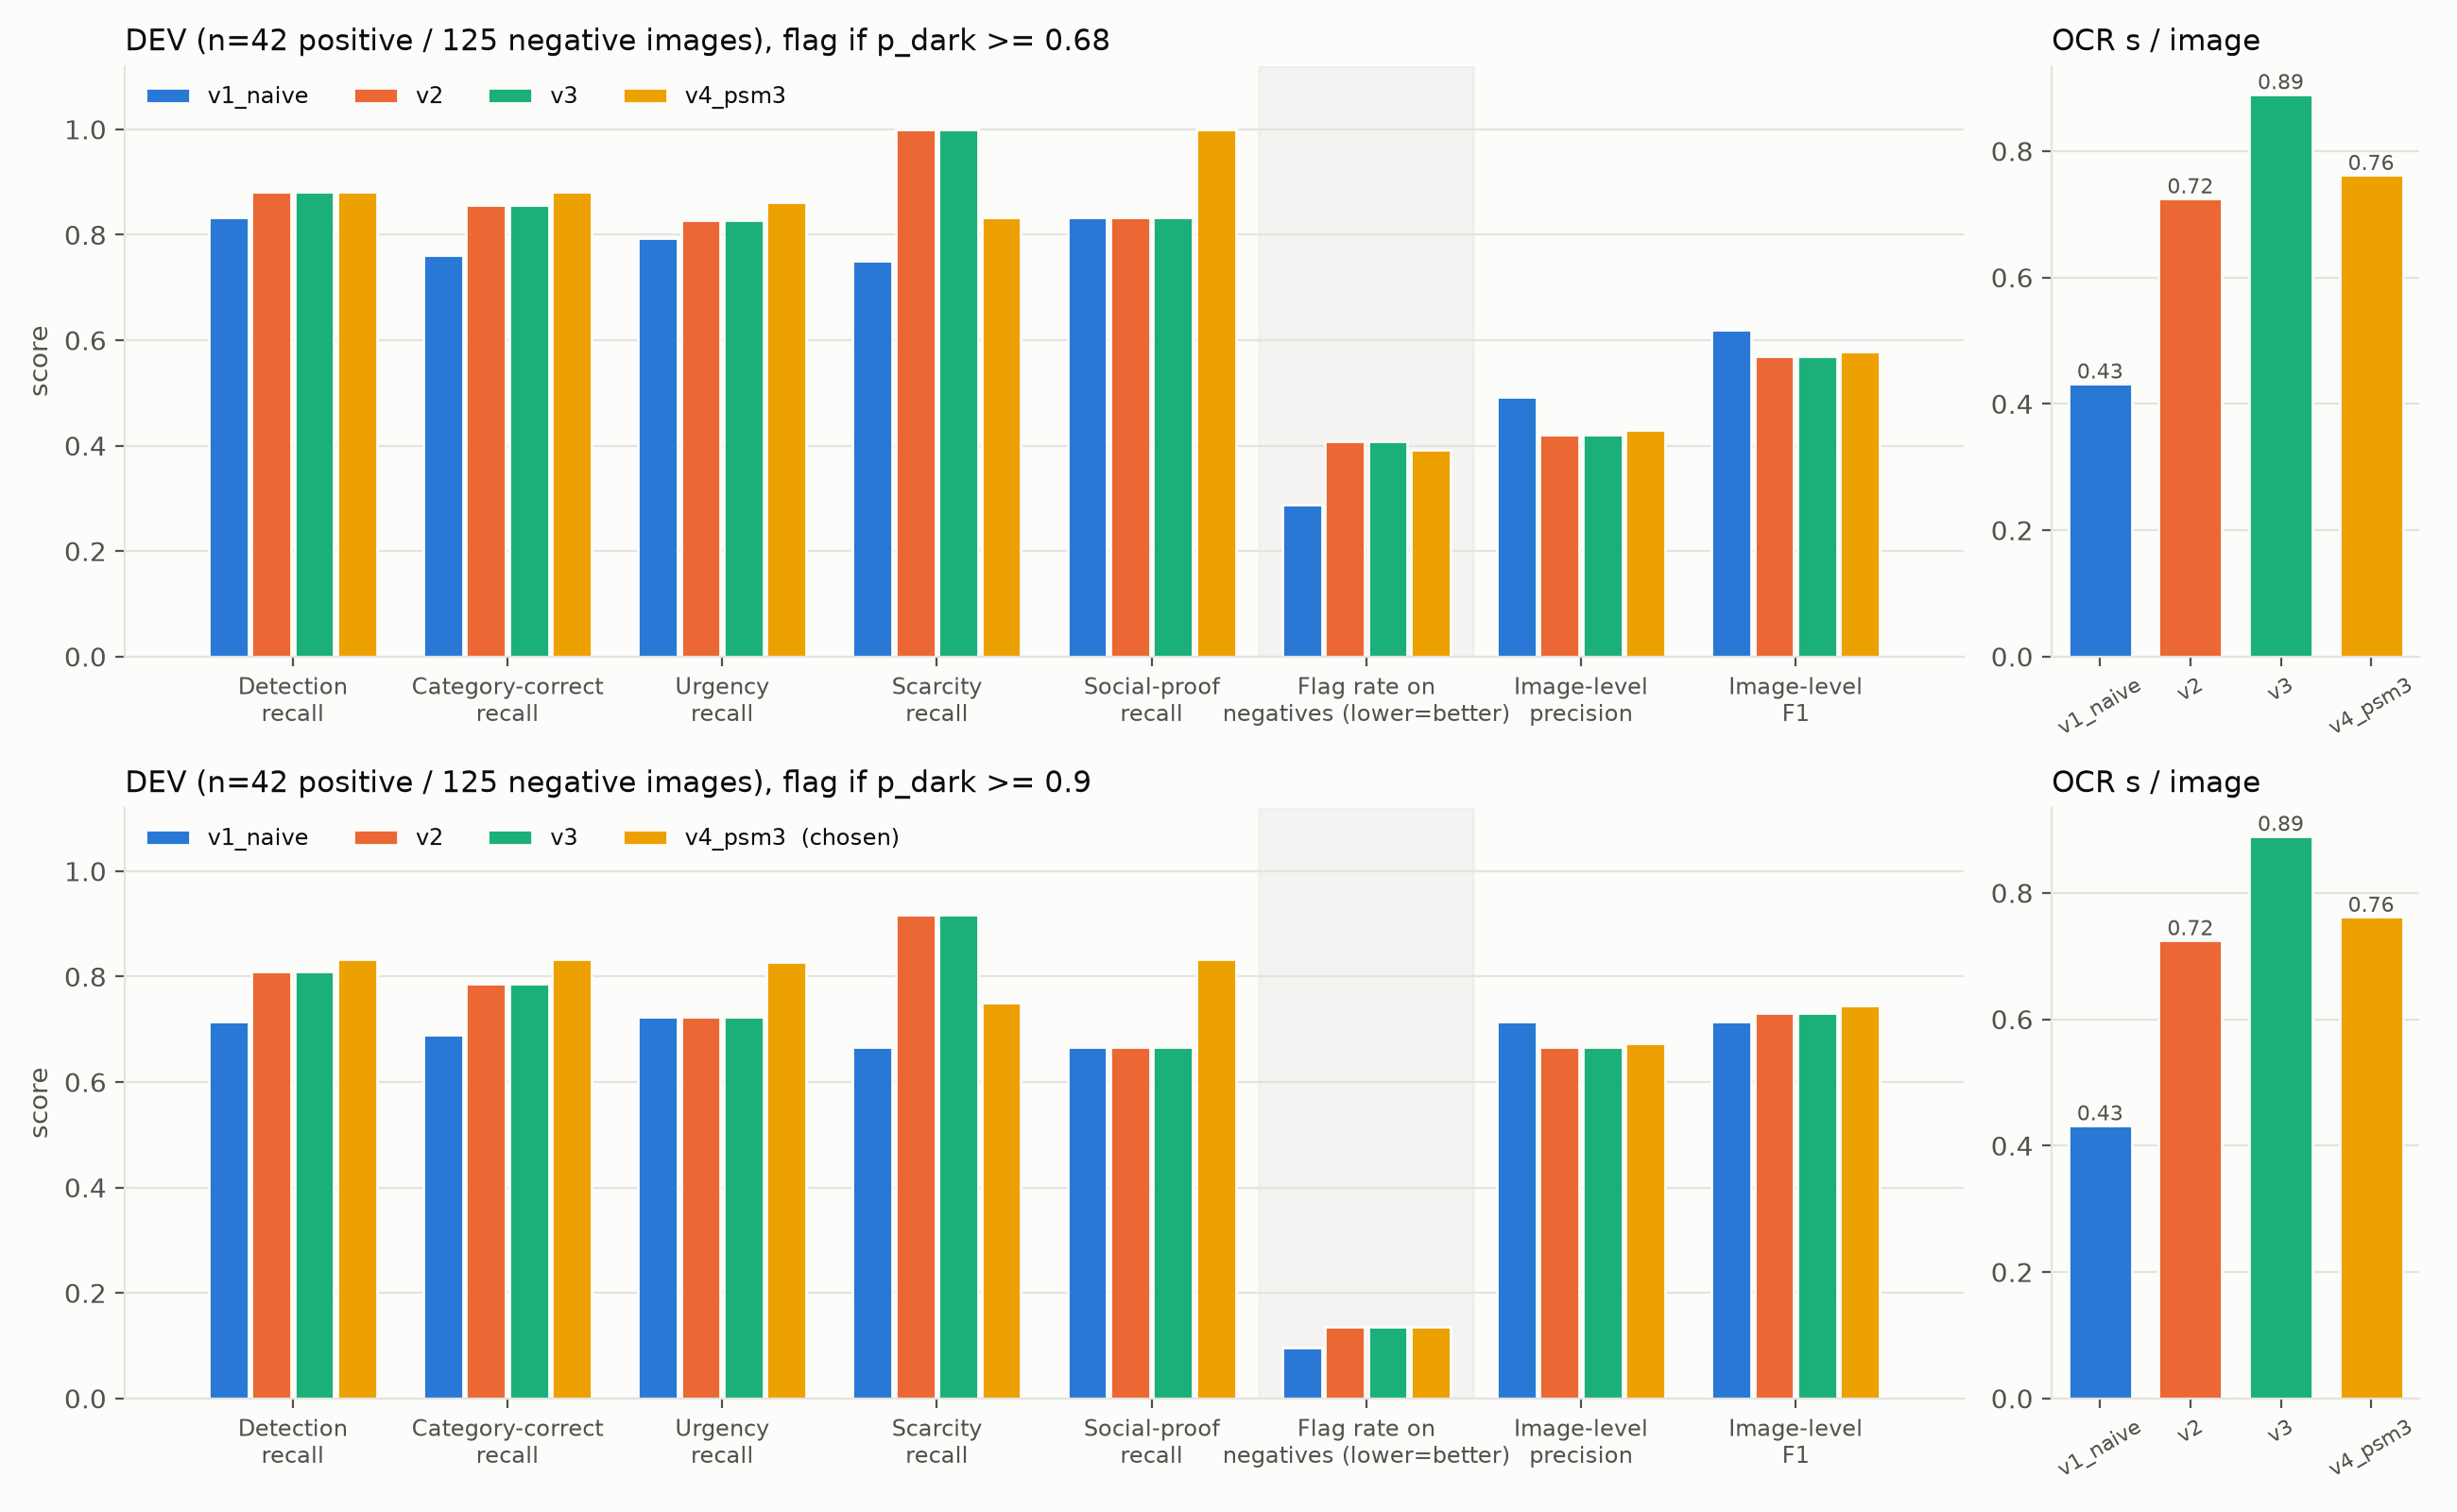 DEV (n=42 positive / 125 negative images), flag if p_dark >= 0.68
v1_naive v2 v3 v4_psm3
score
1.0
0.8
0.6
0.4
0.2
0.0
Detection recall
Category-correct recall
Urgency recall
Scarcity recall
Social-proof recall
Flag rate on negatives (lower=better)
Image-level precision
Image-level F1
OCR s / image
0.8
0.6
0.4
0.2
0.0
0.43
0.72
0.89
0.76
v1_naive
v2
v3
v4_psm3
DEV (n=42 positive / 125 negative images), flag if p_dark >= 0.9
v1_naive v2 v3 v4_psm3 (chosen)
score
1.0
0.8
0.6
0.4
0.2
0.0
Detection recall
Category-correct recall
Urgency recall
Scarcity recall
Social-proof recall
Flag rate on negatives (lower=better)
Image-level precision
Image-level F1
OCR s / image
0.8
0.6
0.4
0.2
0.0
0.43
0.72
0.89
0.76
v1_naive
v2
v3
v4_psm3